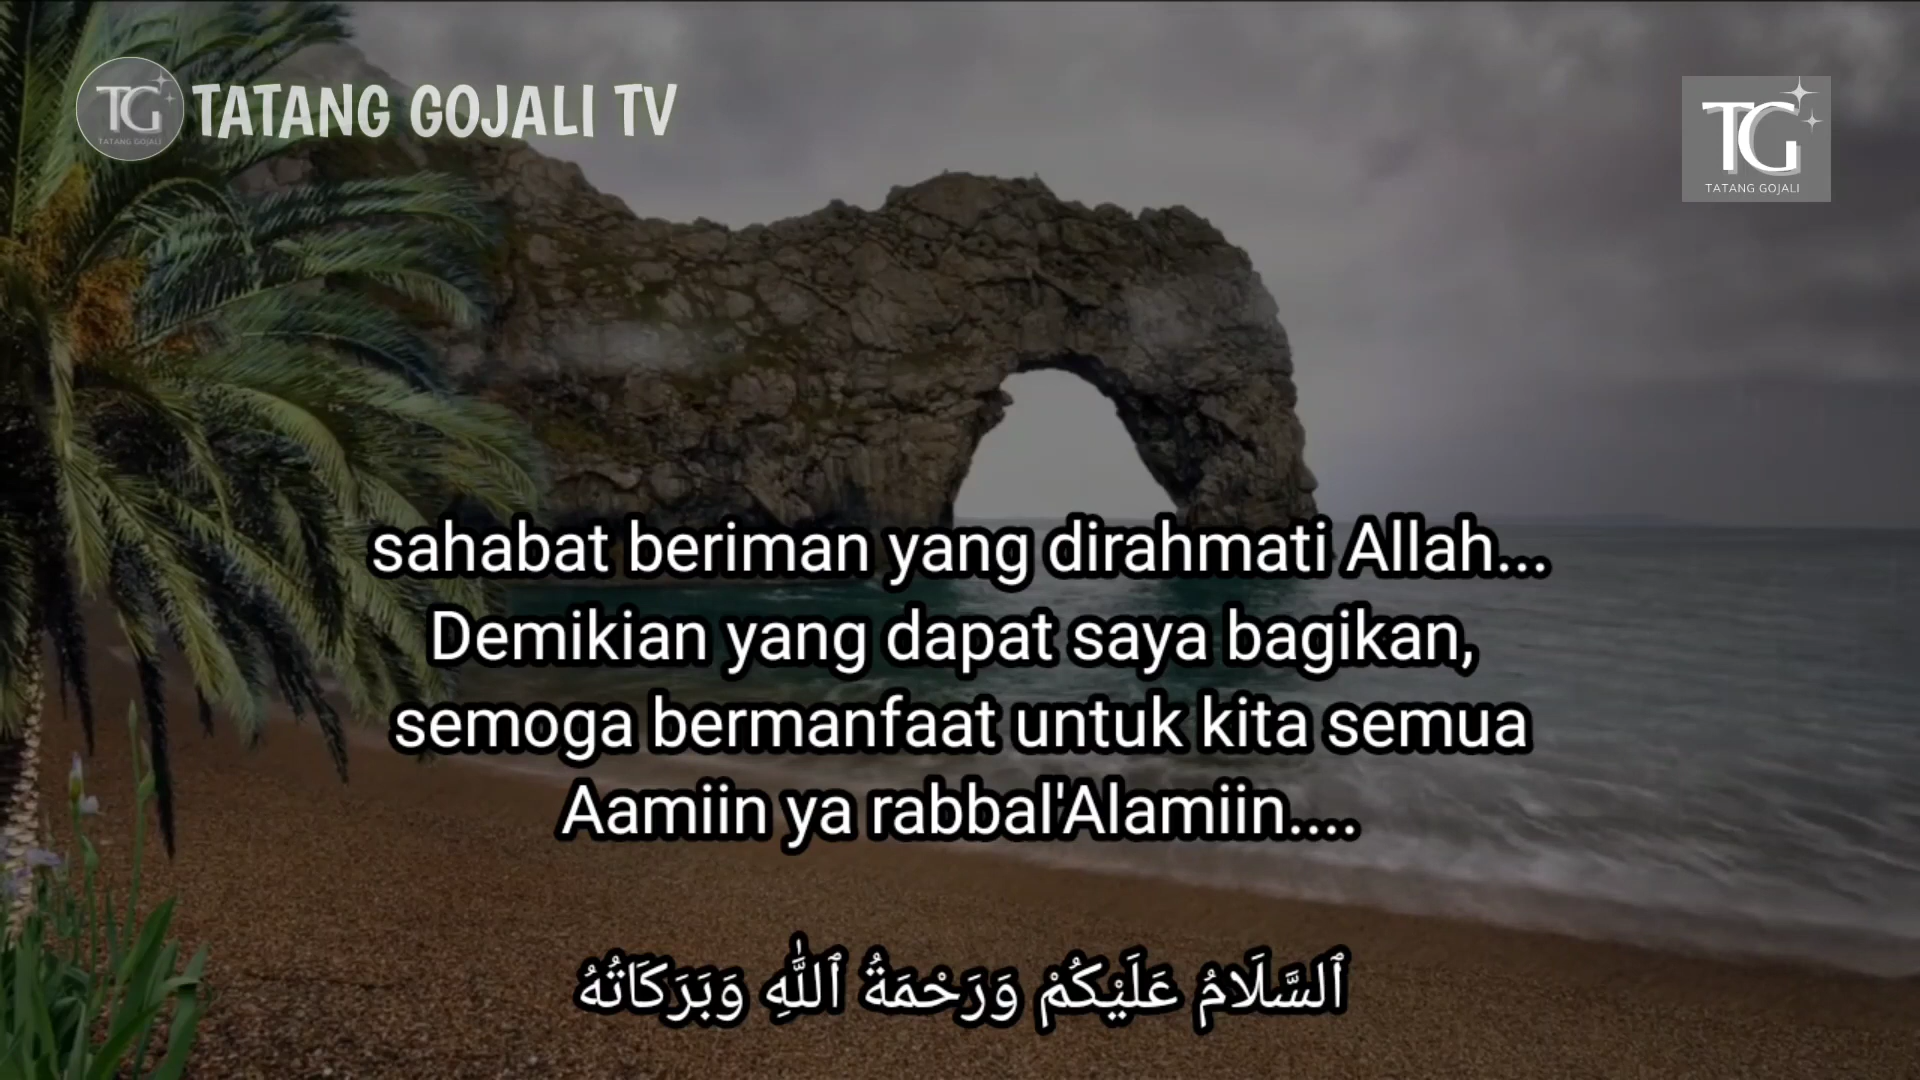 TG
TATANG GOJALI
TATANG GOJALI TV
TG
TATANG GOJALI
sahabat beriman yang dirahmati Allah...
Demikian yang dapat saya bagikan,
semoga bermanfaat untuk kita semua
Aamiin ya rabbal'Alamiin....
ٱلسَّلَامُ عَلَيْكُمْ وَرَحْمَةُ ٱللَّٰهِ وَبَرَكَاتُهُ